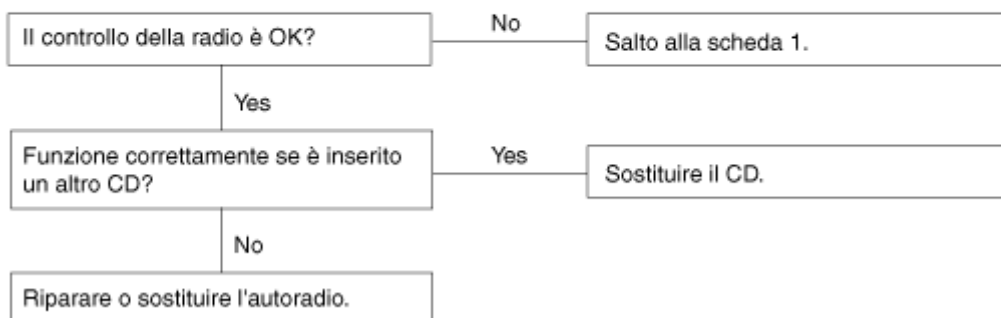 Il controllo della radio è OK?
No
Salto alla scheda 1.
Yes
Funzione correttamente se è inserito
un altro CD?
Yes
Sostituire il CD.
No
Riparare o sostituire l'autoradio.